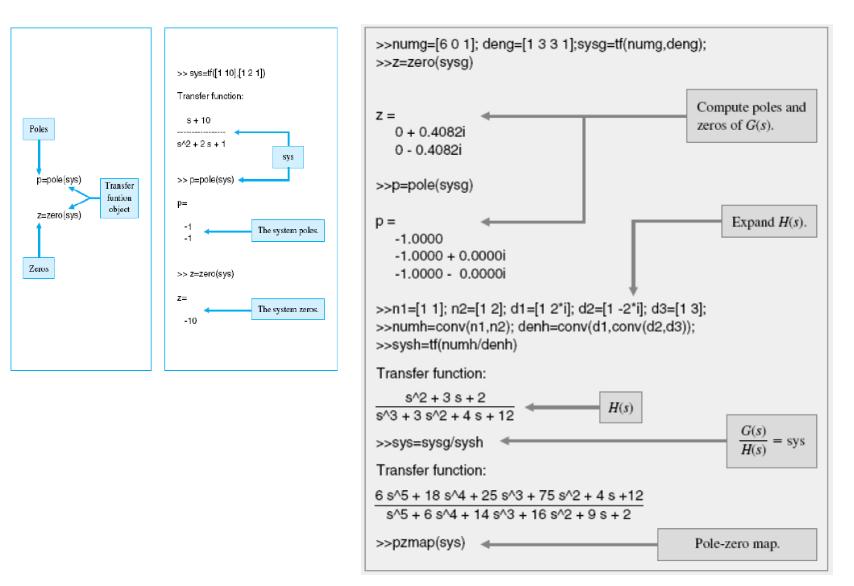 Poles
p=pole(sys)
Transfer
funtion
object
z=zero(sys)
Zeros
>> sys=tf([1 10],[1 2 1])
Transfer function:
s + 10
-----------------
s^2 + 2 s + 1
sys
>> p=pole(sys)
p=
-1
-1
The system poles.
>> z=zero(sys)
z=
-10
The system zeros.
>>numg=[6 0 1]; deng=[1 3 3 1];sysg=tf(numg,deng);
>>z=zero(sysg)
z =
0 + 0.4082i
0 - 0.4082i
Compute poles and
zeros of G(s).
>>p=pole(sysg)
p =
-1.0000
-1.0000 + 0.0000i
-1.0000 - 0.0000i
Expand H(s).
>>n1=[1 1]; n2=[1 2]; d1=[1 2*i]; d2=[1 -2*i]; d3=[1 3];
>>numh=conv(n1,n2); denh=conv(d1,conv(d2,d3));
>>sysh=tf(numh/denh)
Transfer function:
s^2 + 3 s + 2
s^3 + 3 s^2 + 4 s + 12
H(s)
>>sys=sysg/sysh
G(s)
H(s)
= sys
Transfer function:
6 s^5 + 18 s^4 + 25 s^3 + 75 s^2 + 4 s +12
s^5 + 6 s^4 + 14 s^3 + 16 s^2 + 9 s + 2
>>pzmap(sys)
Pole-zero map.